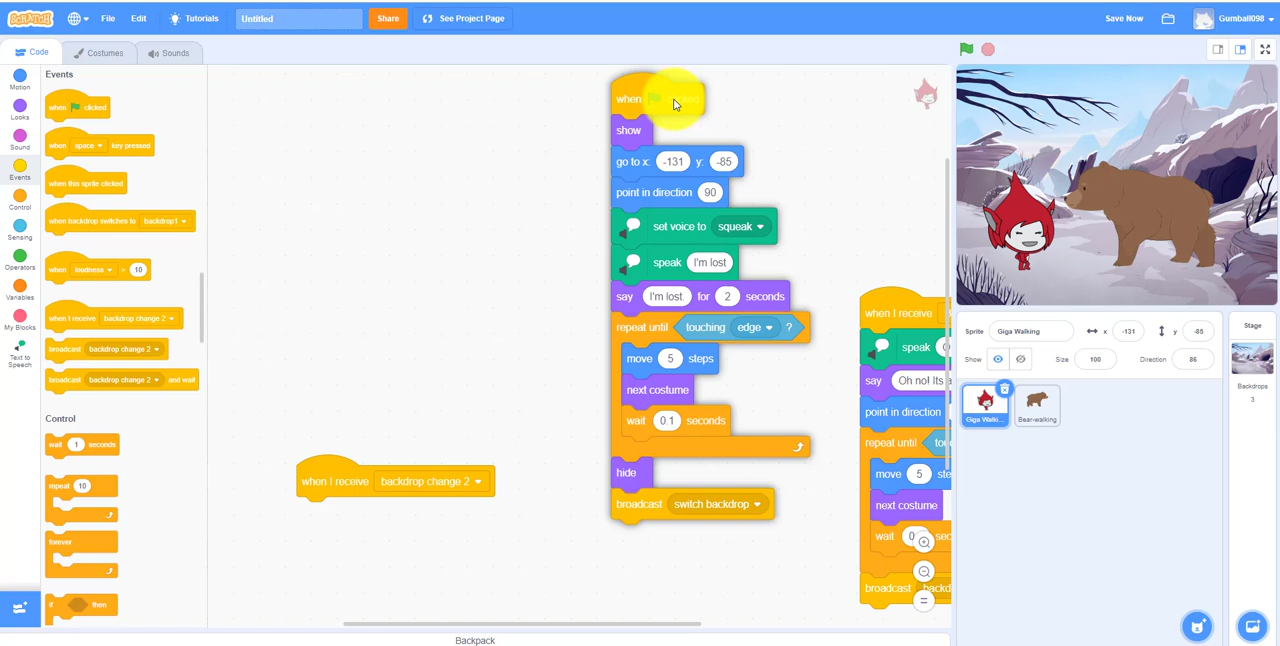 SCRATCH File Edit Tutorials Untitled Share See Project Page Save Now Gumball098
Code Costumes Sounds
Motion
Looks
Sound
Events
Control
Sensing
Operators
Variables
My Blocks
Text to
Speech
Events
when clicked
when space key pressed
when this sprite clicked
when backdrop switches to backdrop1
when loudness > 10
when I receive backdrop change 2
broadcast backdrop change 2
broadcast backdrop change 2 and wait
Control
wait 1 seconds
repeat 10
forever
if then
when I receive backdrop change 2
when
show
go to x: -131 y: -85
point in direction 90
set voice to squeak
speak I'm lost
say I'm lost. for 2 seconds
repeat until touching edge ?
move 5 steps
next costume
wait 0.1 seconds
hide
broadcast switch backdrop
when I receive
speak
say Oh no! Its a
point in direction
repeat until
move 5
next costume
wait
broadcast
Sprite Giga Walking x -131 y -85
Show Size 100 Direction 86
Giga Walki...
Bear-walking
Stage
Backdrops
3
Backpack